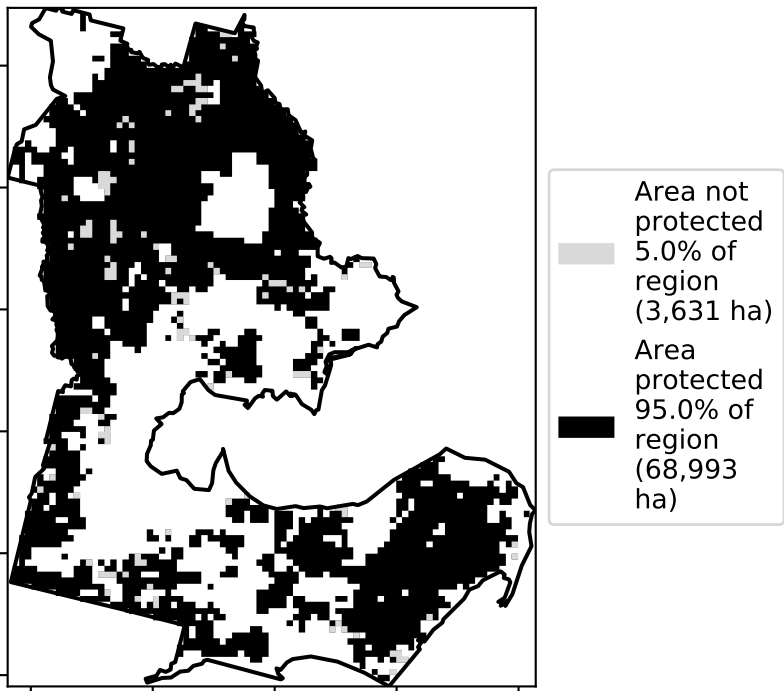 Area not
protected
5.0% of
region
(3,631 ha)
Area
protected
95.0% of
region
(68,993
ha)